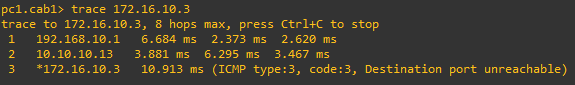 pc1.cab1> trace 172.16.10.3
trace to 172.16.10.3, 8 hops max, press Ctrl+C to stop
1 192.168.10.1 6.684 ms 2.373 ms 2.620 ms
2 10.10.10.13 3.881 ms 6.295 ms 3.467 ms
3 *172.16.10.3 10.913 ms (ICMP type:3, code:3, Destination port unreachable)